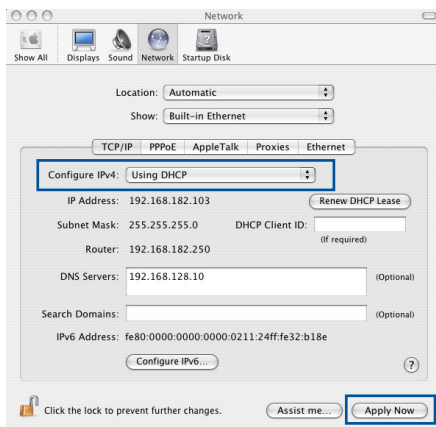 Network
Show All Displays Sound Network Startup Disk
Location: Automatic
Show: Built-in Ethernet
TCP/IP PPPoE AppleTalk Proxies Ethernet
Configure IPv4: Using DHCP
IP Address: 192.168.182.103 Renew DHCP Lease
Subnet Mask: 255.255.255.0 DHCP Client ID:
(If required)
Router: 192.168.182.250
DNS Servers: 192.168.128.10 (Optional)
Search Domains: (Optional)
IPv6 Address: fe80:0000:0000:0000:0211:24ff:fe32:b18e
Configure IPv6... ?
Click the lock to prevent further changes. Assist me... Apply Now